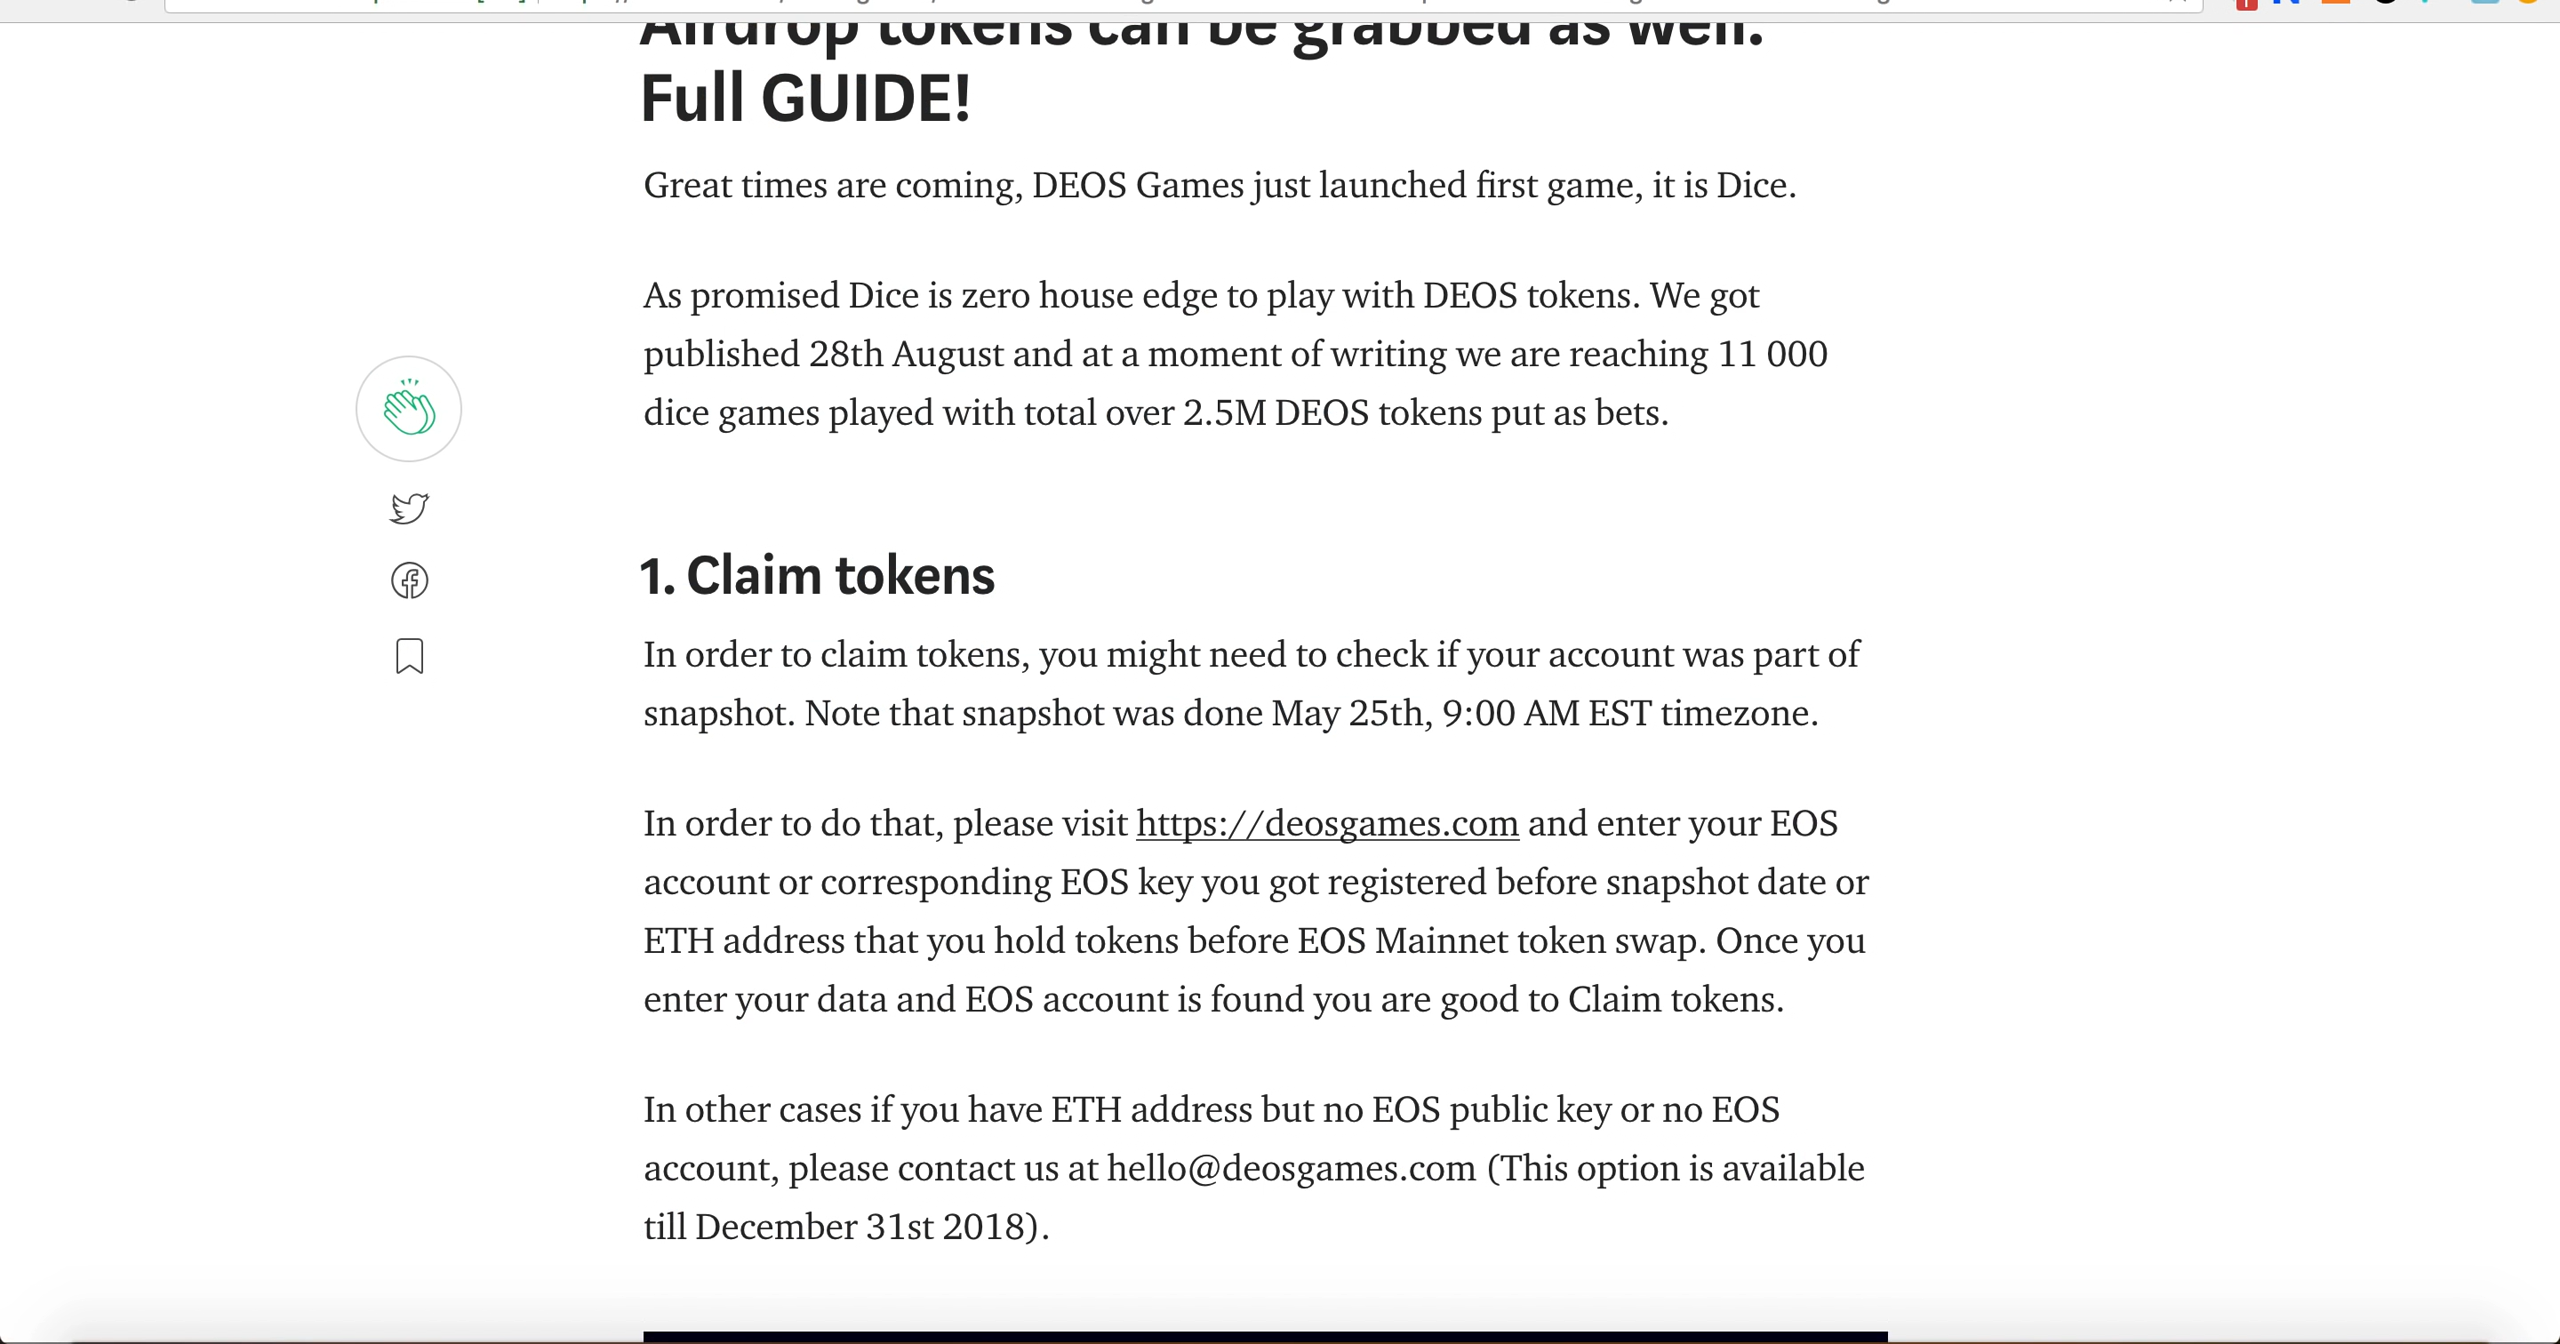 Airdrop tokens can be grabbed as well.
Full GUIDE!
Great times are coming, DEOS Games just launched first game, it is Dice.
As promised Dice is zero house edge to play with DEOS tokens. We got
published 28th August and at a moment of writing we are reaching 11 000
dice games played with total over 2.5M DEOS tokens put as bets.
1. Claim tokens
In order to claim tokens, you might need to check if your account was part of
snapshot. Note that snapshot was done May 25th, 9:00 AM EST timezone.
In order to do that, please visit https://deosgames.com and enter your EOS
account or corresponding EOS key you got registered before snapshot date or
ETH address that you hold tokens before EOS Mainnet token swap. Once you
enter your data and EOS account is found you are good to Claim tokens.
In other cases if you have ETH address but no EOS public key or no EOS
account, please contact us at hello@deosgames.com (This option is available
till December 31st 2018).